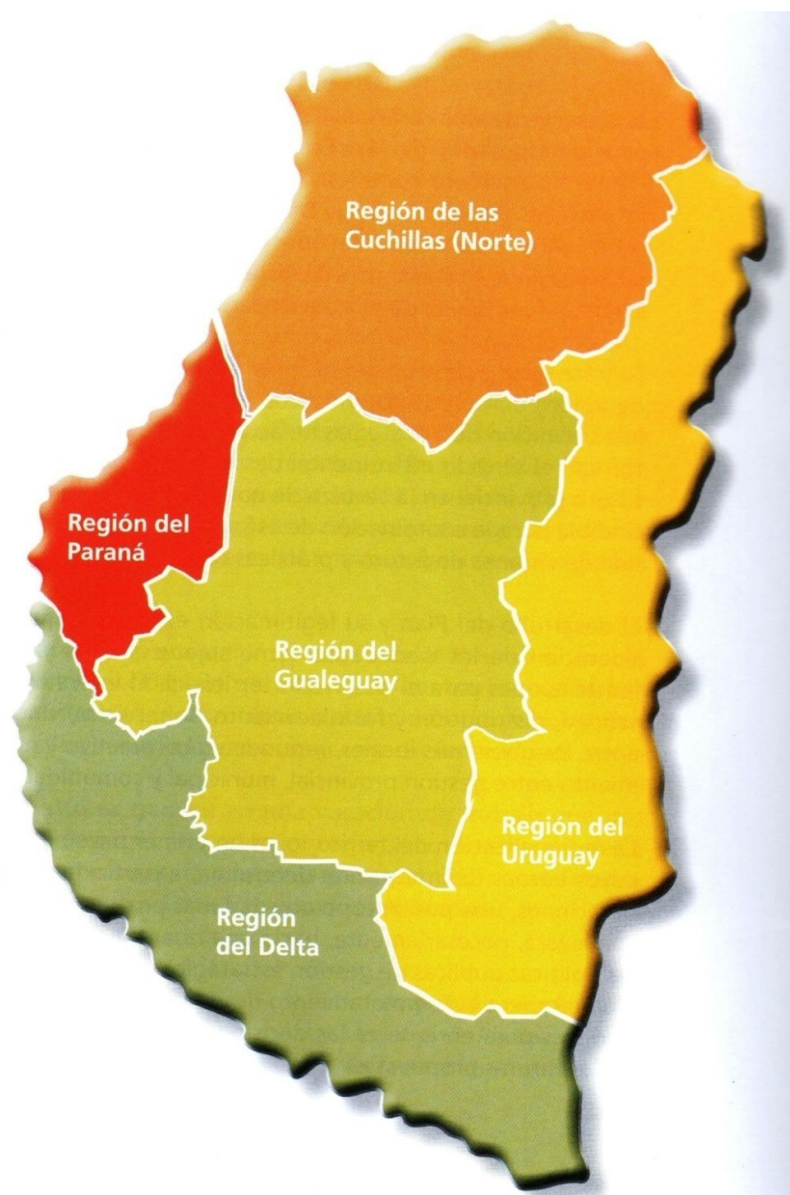 Región de las
Cuchillas (Norte)
Región del
Paraná
Región del
Gualeguay
Región del
Uruguay
Región
del Delta